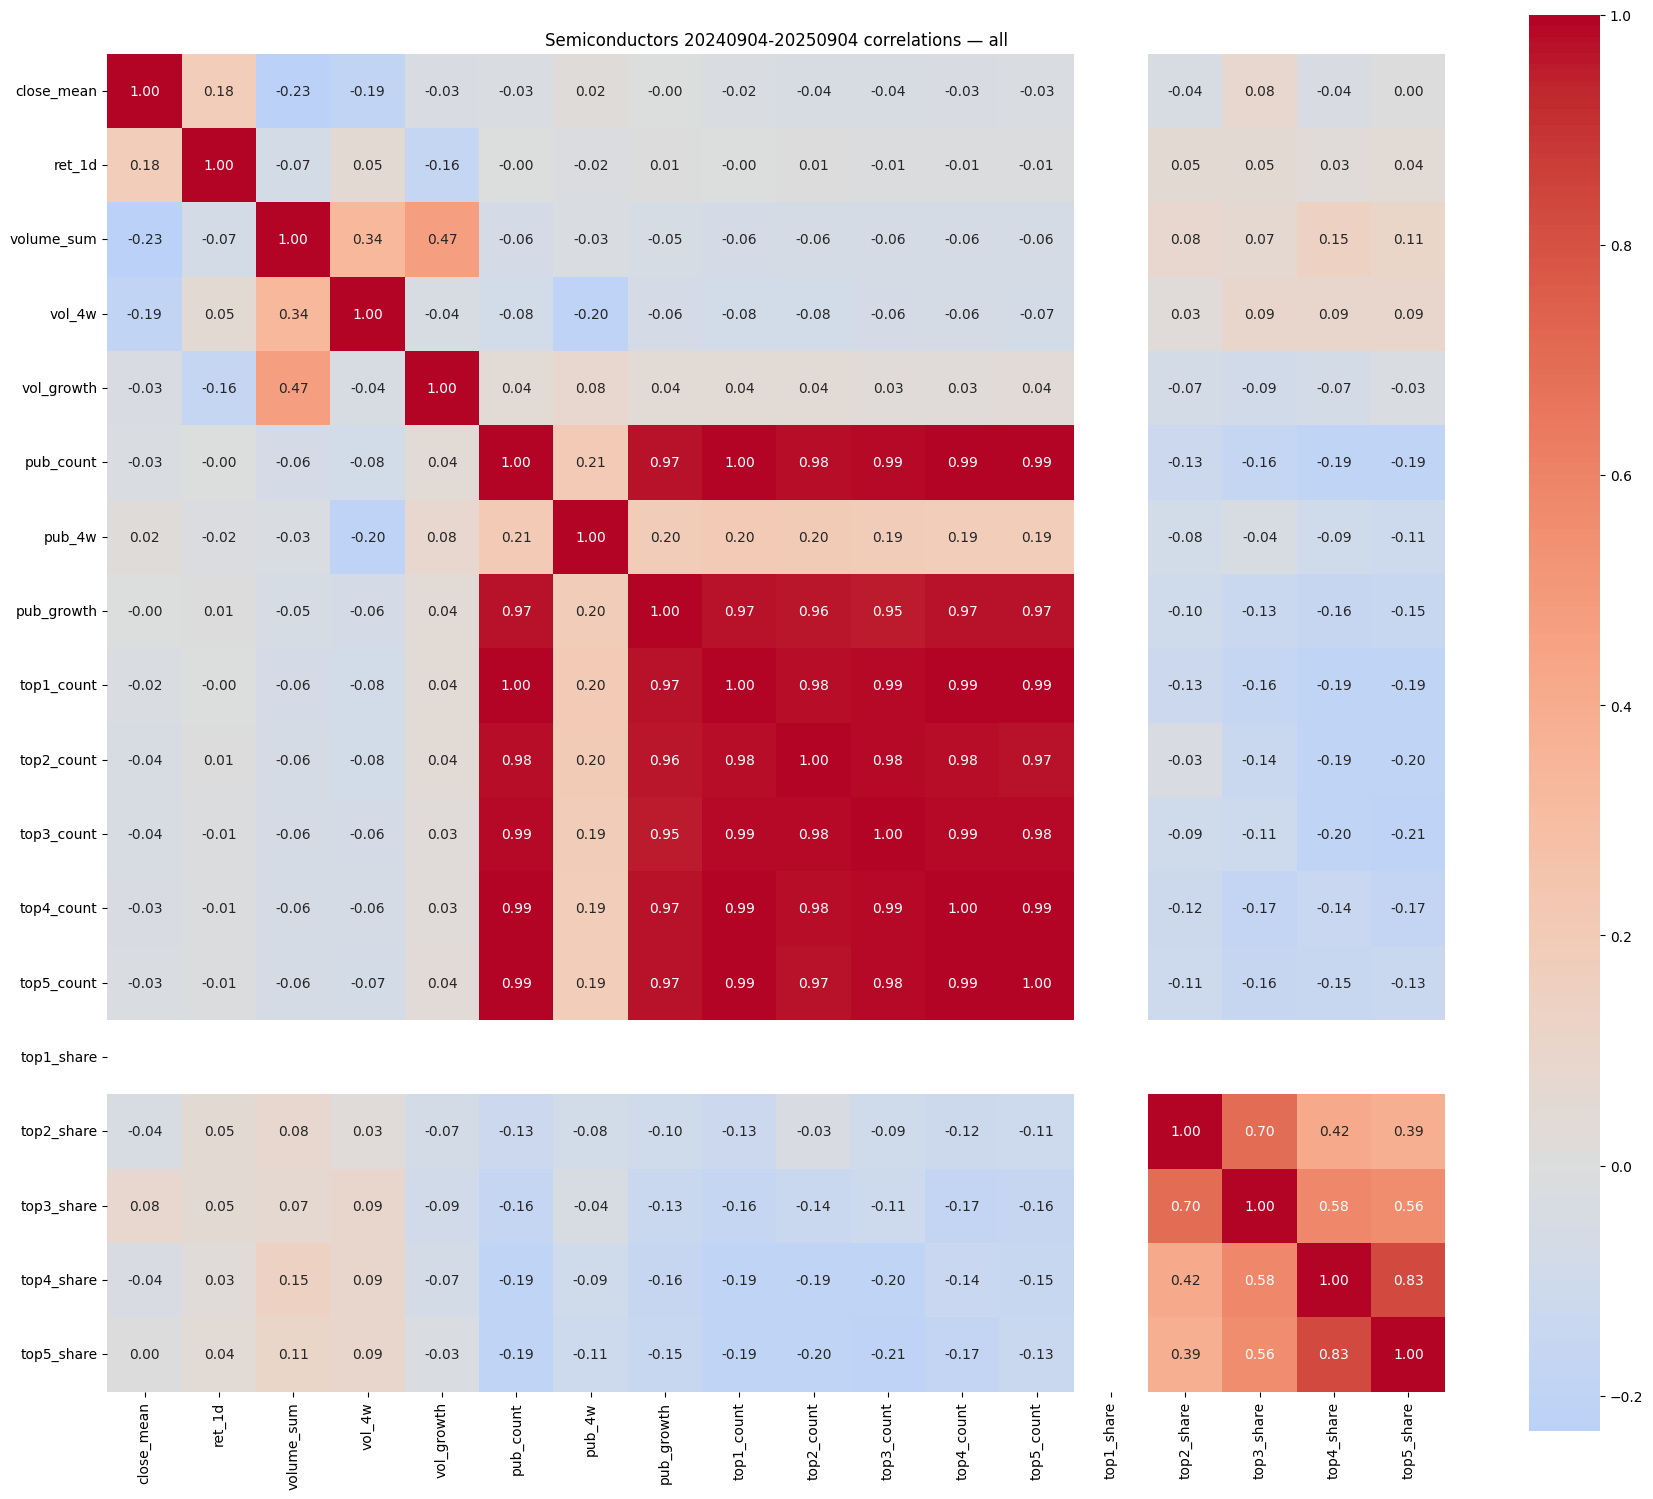 Semiconductors 20240904-20250904 correlations — all
close_mean 1.00 0.18 -0.23 -0.19 -0.03 -0.03 0.02 -0.00 -0.02 -0.04 -0.04 -0.03 -0.03 -0.04 0.08 -0.04 0.00
ret_1d 0.18 1.00 -0.07 0.05 -0.16 -0.00 -0.02 0.01 -0.00 0.01 -0.01 -0.01 -0.01 0.05 0.05 0.03 0.04
volume_sum -0.23 -0.07 1.00 0.34 0.47 -0.06 -0.03 -0.05 -0.06 -0.06 -0.06 -0.06 -0.06 0.08 0.07 0.15 0.11
vol_4w -0.19 0.05 0.34 1.00 -0.04 -0.08 -0.20 -0.06 -0.08 -0.08 -0.06 -0.06 -0.07 0.03 0.09 0.09 0.09
vol_growth -0.03 -0.16 0.47 -0.04 1.00 0.04 0.08 0.04 0.04 0.04 0.03 0.03 0.04 -0.07 -0.09 -0.07 -0.03
pub_count -0.03 -0.00 -0.06 -0.08 0.04 1.00 0.21 0.97 1.00 0.98 0.99 0.99 0.99 -0.13 -0.16 -0.19 -0.19
pub_4w 0.02 -0.02 -0.03 -0.20 0.08 0.21 1.00 0.20 0.20 0.20 0.19 0.19 0.19 -0.08 -0.04 -0.09 -0.11
pub_growth -0.00 0.01 -0.05 -0.06 0.04 0.97 0.20 1.00 0.97 0.96 0.95 0.97 0.97 -0.10 -0.13 -0.16 -0.15
top1_count -0.02 -0.00 -0.06 -0.08 0.04 1.00 0.20 0.97 1.00 0.98 0.99 0.99 0.99 -0.13 -0.16 -0.19 -0.19
top2_count -0.04 0.01 -0.06 -0.08 0.04 0.98 0.20 0.96 0.98 1.00 0.98 0.98 0.97 -0.03 -0.14 -0.19 -0.20
top3_count -0.04 -0.01 -0.06 -0.06 0.03 0.99 0.19 0.95 0.99 0.98 1.00 0.99 0.98 -0.09 -0.11 -0.20 -0.21
top4_count -0.03 -0.01 -0.06 -0.06 0.03 0.99 0.19 0.97 0.99 0.98 0.99 1.00 0.99 -0.12 -0.17 -0.14 -0.17
top5_count -0.03 -0.01 -0.06 -0.07 0.04 0.99 0.19 0.97 0.99 0.97 0.98 0.99 1.00 -0.11 -0.16 -0.15 -0.13
top1_share
top2_share -0.04 0.05 0.08 0.03 -0.07 -0.13 -0.08 -0.10 -0.13 -0.03 -0.09 -0.12 -0.11 1.00 0.70 0.42 0.39
top3_share 0.08 0.05 0.07 0.09 -0.09 -0.16 -0.04 -0.13 -0.16 -0.14 -0.11 -0.17 -0.16 0.70 1.00 0.58 0.56
top4_share -0.04 0.03 0.15 0.09 -0.07 -0.19 -0.09 -0.16 -0.19 -0.19 -0.20 -0.14 -0.15 0.42 0.58 1.00 0.83
top5_share 0.00 0.04 0.11 0.09 -0.03 -0.19 -0.11 -0.15 -0.19 -0.20 -0.21 -0.17 -0.13 0.39 0.56 0.83 1.00
close_mean
ret_1d
volume_sum
vol_4w
vol_growth
pub_count
pub_4w
pub_growth
top1_count
top2_count
top3_count
top4_count
top5_count
top1_share
top2_share
top3_share
top4_share
top5_share
1.0
0.8
0.6
0.4
0.2
0.0
−0.2